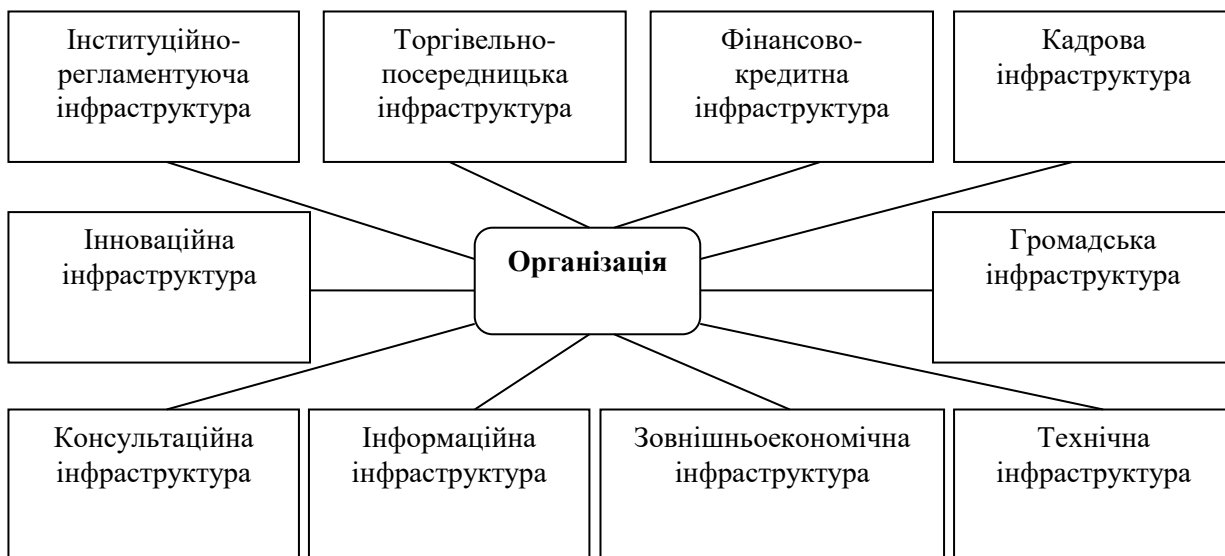 Інституційно-
регламентуюча
інфраструктура
Торгівельно-
посередницька
інфраструктура
Фінансово-
кредитна
інфраструктура
Кадрова
інфраструктура
Інноваційна
інфраструктура
Організація
Громадська
інфраструктура
Консультаційна
інфраструктура
Інформаційна
інфраструктура
Зовнішньоекономічна
інфраструктура
Технічна
інфраструктура